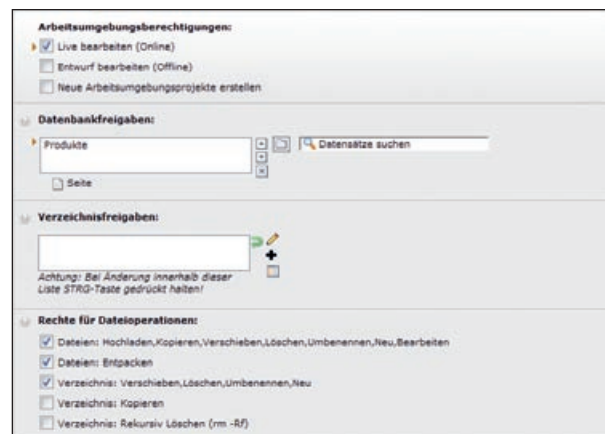 Arbeitsumgebungsberechtigungen:
Live bearbeiten (Online)
Entwurf bearbeiten (Offline)
Neue Arbeitsumgebungsprojekte erstellen
Datenbankfreigaben:
Produkte
Datensätze suchen
Seite
Verzeichnisfreigaben:
Achtung: Bei Änderung innerhalb dieser
Liste STRG-Taste gedrückt halten!
Rechte für Dateioperationen:
Dateien: Hochladen,Kopieren,Verschieben,Löschen,Umbenennen,Neu,Bearbeiten
Dateien: Entpacken
Verzeichnis: Verschieben,Löschen,Umbenennen,Neu
Verzeichnis: Kopieren
Verzeichnis: Rekursiv Löschen (rm -Rf)